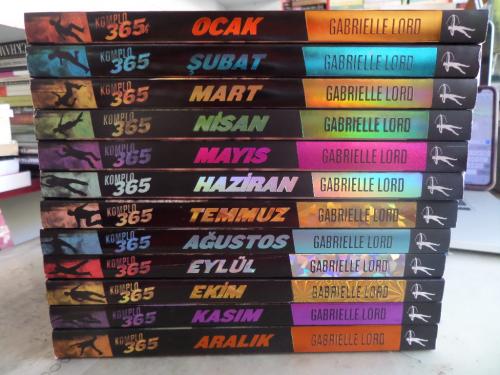 KOMPLO 365 OCAK GABRIELLE LORD
KOMPLO 365 ŞUBAT GABRIELLE LORD
KOMPLO 365 MART GABRIELLE LORD
KOMPLO 365 NİSAN GABRIELLE LORD
KOMPLO 365 MAYIS GABRIELLE LORD
KOMPLO 365 HAZİRAN GABRIELLE LORD
KOMPLO 365 TEMMUZ GABRIELLE LORD
KOMPLO 365 AĞUSTOS GABRIELLE LORD
KOMPLO 365 EYLÜL GABRIELLE LORD
KOMPLO 365 EKİM GABRIELLE LORD
KOMPLO 365 KASIM GABRIELLE LORD
KOMPLO 365 ARALIK GABRIELLE LORD